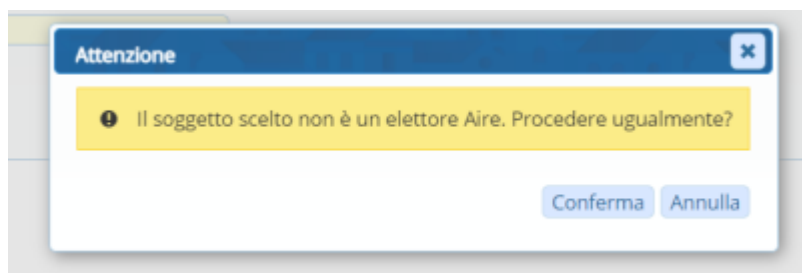 Attenzione
Il soggetto scelto non è un elettore Aire. Procedere ugualmente?
Conferma Annulla